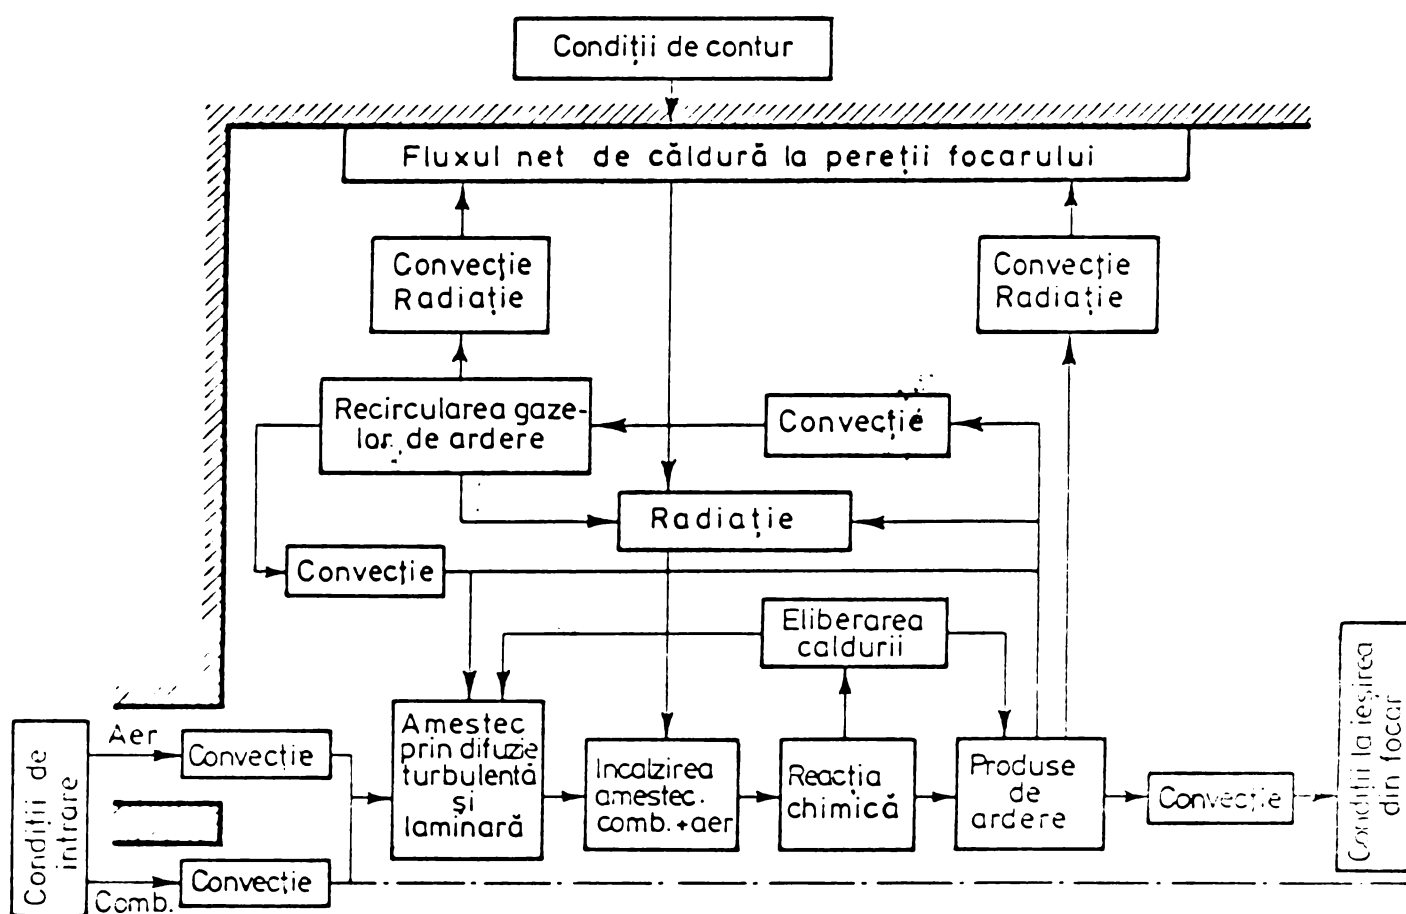 Condiții de contur
Fluxul net de căldură la pereții focarului
Convecție
Radiație
Convecție
Radiație
Recircularea gaze-
lor de ardere
Convecție
Radiație
Convecție
Eliberarea
caldurii
Condiții de
intrare
Aer
Convecție
Comb.
Convecție
Amestec
prin difuzie
turbulentă
și
laminară
Incalzirea
amestec.
comb.+aer
Reacția
chimică
Produse
de
ardere
Convecție
Condiții la ieșirea
din focar